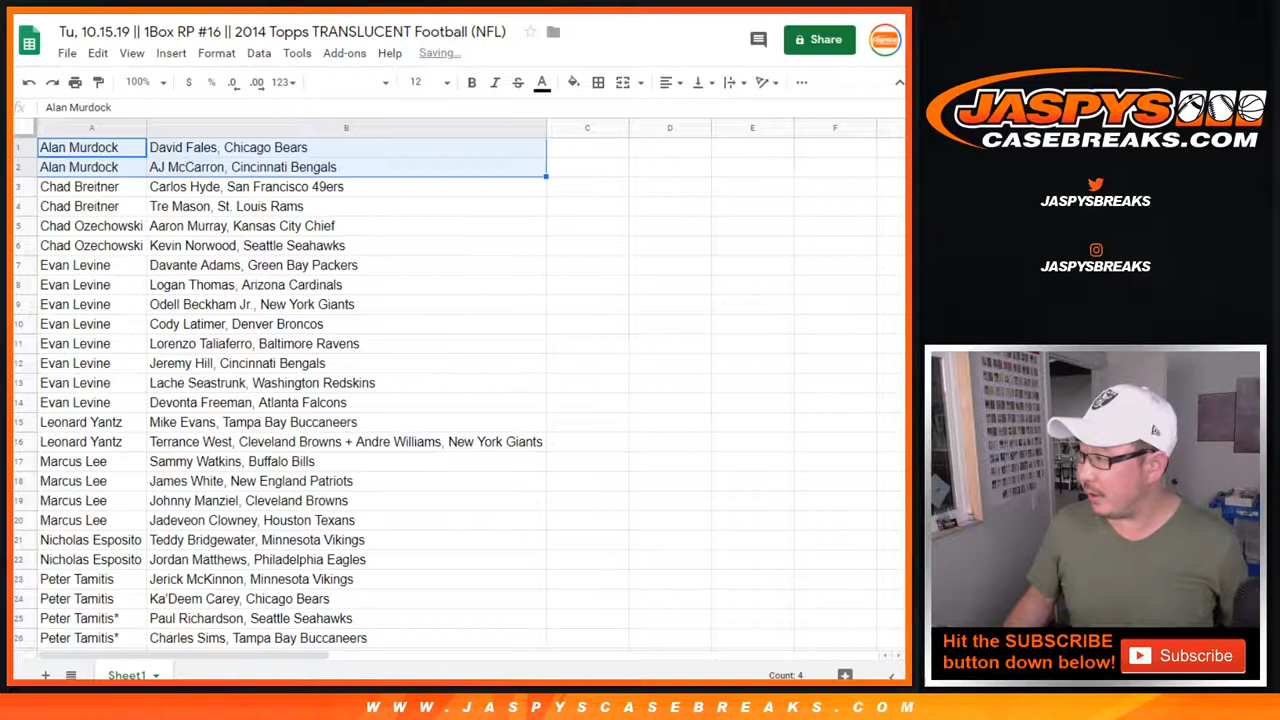 Tu, 10.15.19 || 1Box RP #16 || 2014 Topps TRANSLUCENT Football (NFL)
File Edit View Insert Format Data Tools Add-ons Help Saving...
Share
100% $ % .0 .00 123 12 B I S A
fx Alan Murdock
A B C D E F
1 Alan Murdock David Fales, Chicago Bears
2 Alan Murdock AJ McCarron, Cincinnati Bengals
3 Chad Breitner Carlos Hyde, San Francisco 49ers
4 Chad Breitner Tre Mason, St. Louis Rams
5 Chad Ozechowski Aaron Murray, Kansas City Chief
6 Chad Ozechowski Kevin Norwood, Seattle Seahawks
7 Evan Levine Davante Adams, Green Bay Packers
8 Evan Levine Logan Thomas, Arizona Cardinals
9 Evan Levine Odell Beckham Jr., New York Giants
10 Evan Levine Cody Latimer, Denver Broncos
11 Evan Levine Lorenzo Taliaferro, Baltimore Ravens
12 Evan Levine Jeremy Hill, Cincinnati Bengals
13 Evan Levine Lache Seastrunk, Washington Redskins
14 Evan Levine Devonta Freeman, Atlanta Falcons
15 Leonard Yantz Mike Evans, Tampa Bay Buccaneers
16 Leonard Yantz Terrance West, Cleveland Browns + Andre Williams, New York Giants
17 Marcus Lee Sammy Watkins, Buffalo Bills
18 Marcus Lee James White, New England Patriots
19 Marcus Lee Johnny Manziel, Cleveland Browns
20 Marcus Lee Jadeveon Clowney, Houston Texans
21 Nicholas Esposito Teddy Bridgewater, Minnesota Vikings
22 Nicholas Esposito Jordan Matthews, Philadelphia Eagles
23 Peter Tamitis Jerick McKinnon, Minnesota Vikings
24 Peter Tamitis Ka'Deem Carey, Chicago Bears
25 Peter Tamitis* Paul Richardson, Seattle Seahawks
26 Peter Tamitis* Charles Sims, Tampa Bay Buccaneers
Sheet1
Count: 4
JASPYS
CASEBREAKS.COM
JASPYSBREAKS
JASPYSBREAKS
Hit the SUBSCRIBE
button down below!
Subscribe
WWW.JASPYSCASEBREAKS.COM